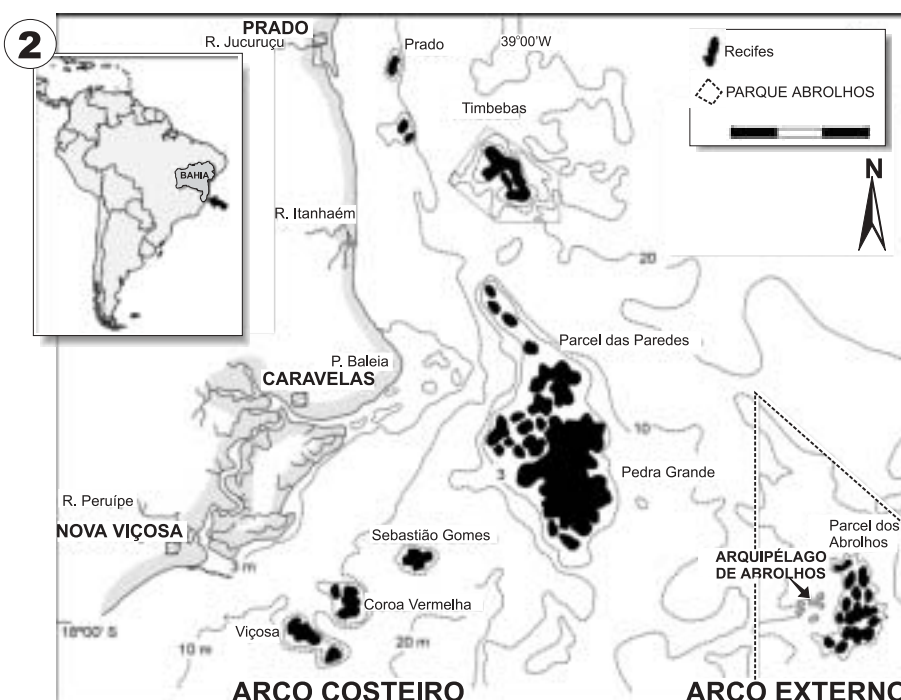 2
PRADO
R. Jucuruçu
Prado
39°00'W
Recifes
PARQUE ABROLHOS
Timbebas
N
BAHIA
R. Itanhaém
20
Parcel das Paredes
P. Baleia
CARAVELAS
10
3
Pedra Grande
R. Peruípe
NOVA VIÇOSA
Parcel dos
Abrolhos
Sebastião Gomes
ARQUIPÉLAGO
DE ABROLHOS
3 m
Coroa Vermelha
Viçosa
18°00' S
10 m
20 m
ARCO COSTEIRO
ARCO EXTERNO